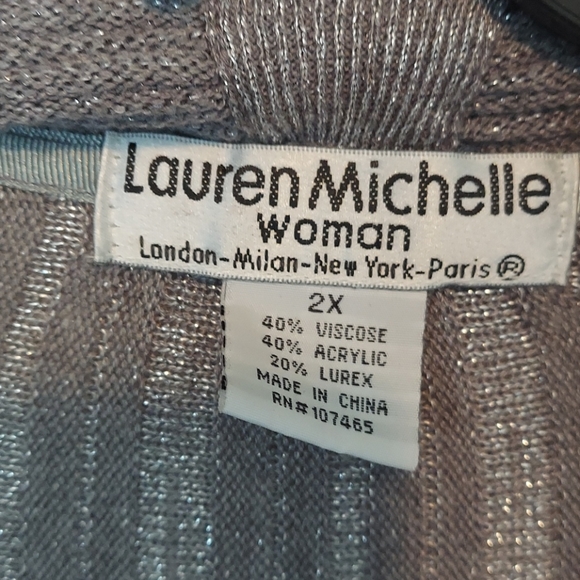 Lauren Michelle
woman
London-Milan-New York-Paris ®
2X
40% VISCOSE
40% ACRYLIC
20% LUREX
MADE IN CHINA
RN#107465